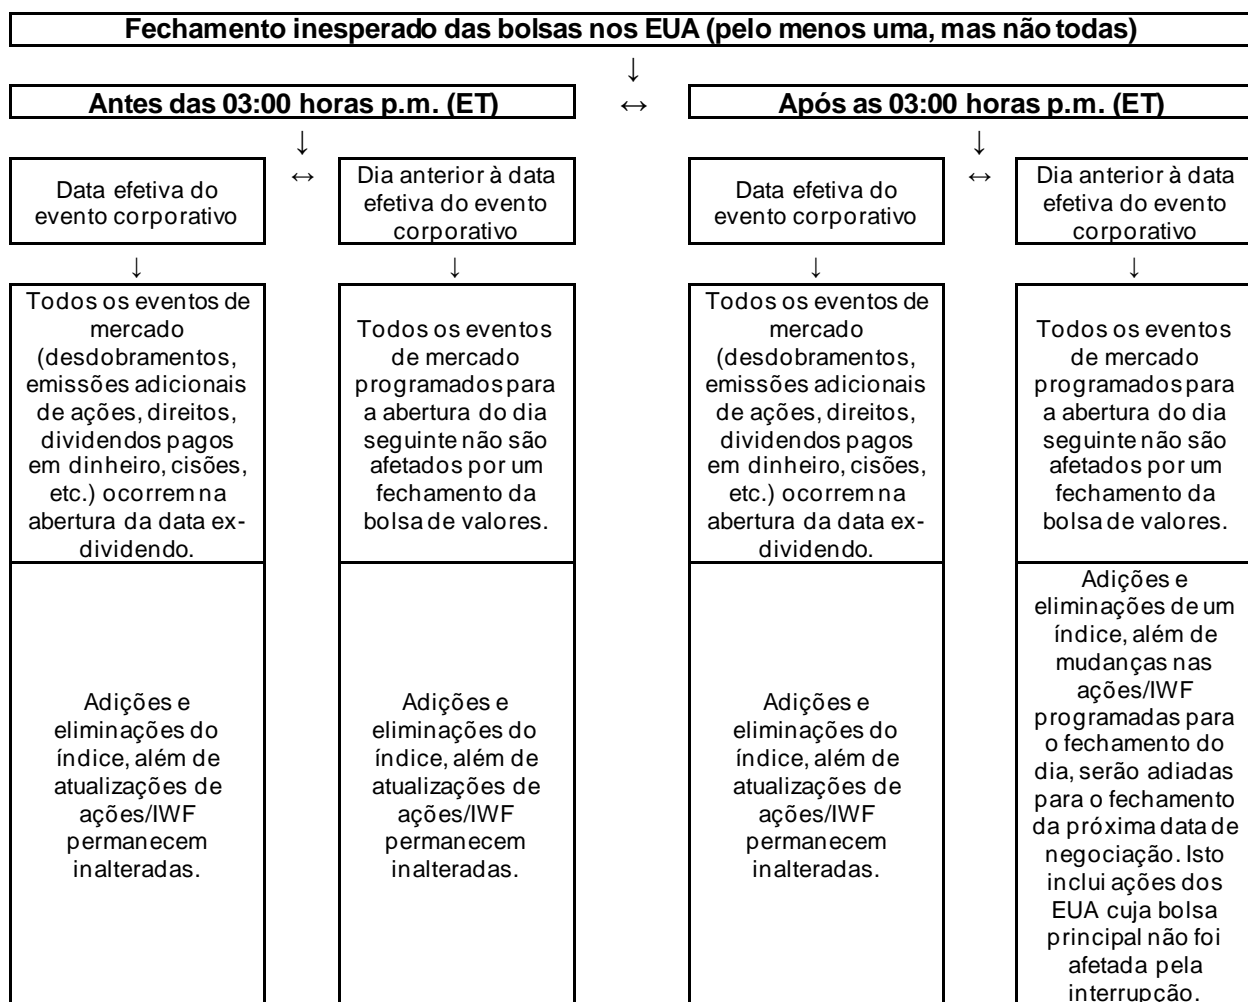 Fechamento inesperado das bolsas nos EUA (pelo menos uma, mas não todas)
↓
Antes das 03:00 horas p.m. (ET)
↔
Após as 03:00 horas p.m. (ET)
↓
↓
Data efetiva do
evento corporativo
↔
Dia anterior à data
efetiva do evento
corporativo
Data efetiva do
evento corporativo
↔
Dia anterior à data
efetiva do evento
corporativo
↓
↓
↓
↓
Todos os eventos de
mercado
(desdobramentos,
emissões adicionais
de ações, direitos,
dividendos pagos
em dinheiro, cisões,
etc.) ocorrem na
abertura da data ex-
dividendo.
Todos os eventos
de mercado
programados para
a abertura do dia
seguinte não são
afetados por um
fechamento da
bolsa de valores.
Todos os eventos de
mercado
(desdobramentos,
emissões adicionais
de ações, direitos,
dividendos pagos
em dinheiro, cisões,
etc.) ocorrem na
abertura da data ex-
dividendo.
Todos os eventos
de mercado
programados para
a abertura do dia
seguinte não são
afetados por um
fechamento da
bolsa de valores.
Adições e
eliminações do
índice, além de
atualizações de
ações/IWF
permanecem
inalteradas.
Adições e
eliminações do
índice, além de
atualizações de
ações/IWF
permanecem
inalteradas.
Adições e
eliminações do
índice, além de
atualizações de
ações/IWF
permanecem
inalteradas.
Adições e
eliminações de um
índice, além de
mudanças nas
ações/IWF
programadas para
o fechamento do
dia, serão adiadas
para o fechamento
da próxima data de
negociação. Isto
inclui ações dos
EUA cuja bolsa
principal não foi
afetada pela
interrupção.